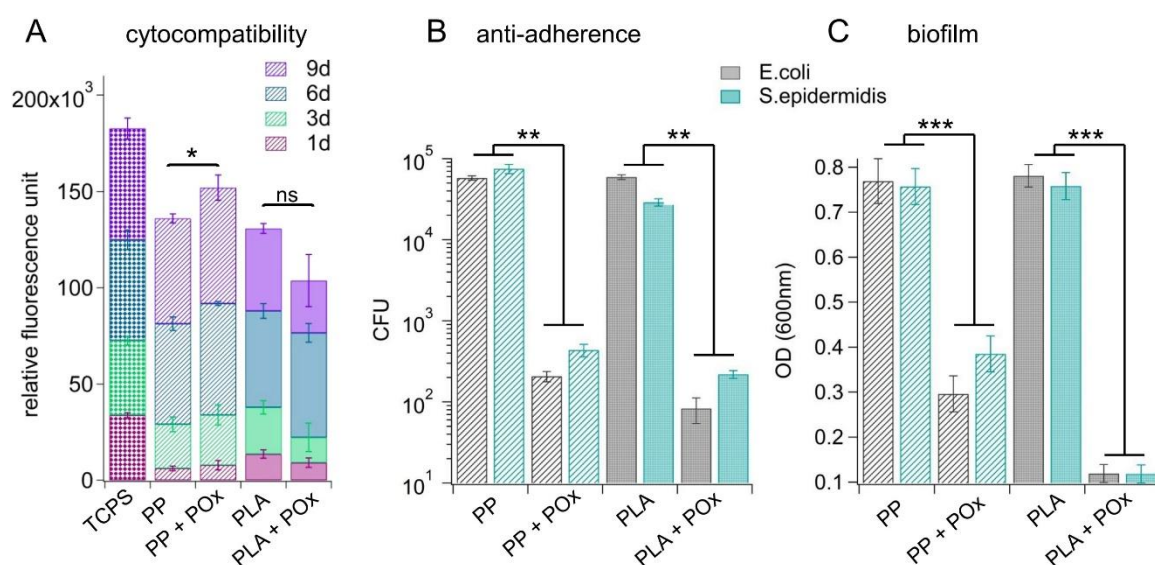 A cytocompatibility
9d
6d
3d
1d
200x10³
150
100
50
0
relative fluorescence unit
*
ns
TCPS
PP
PP + POx
PLA
PLA + POx
B anti-adherence
E.coli
S.epidermidis
10⁵
10⁴
10³
10²
10¹
CFU
**
**
PP
PP + POx
PLA
PLA + POx
C biofilm
0.8
0.7
0.6
0.5
0.4
0.3
0.2
0.1
OD (600nm)
***
***
PP
PP + POx
PLA
PLA + POx